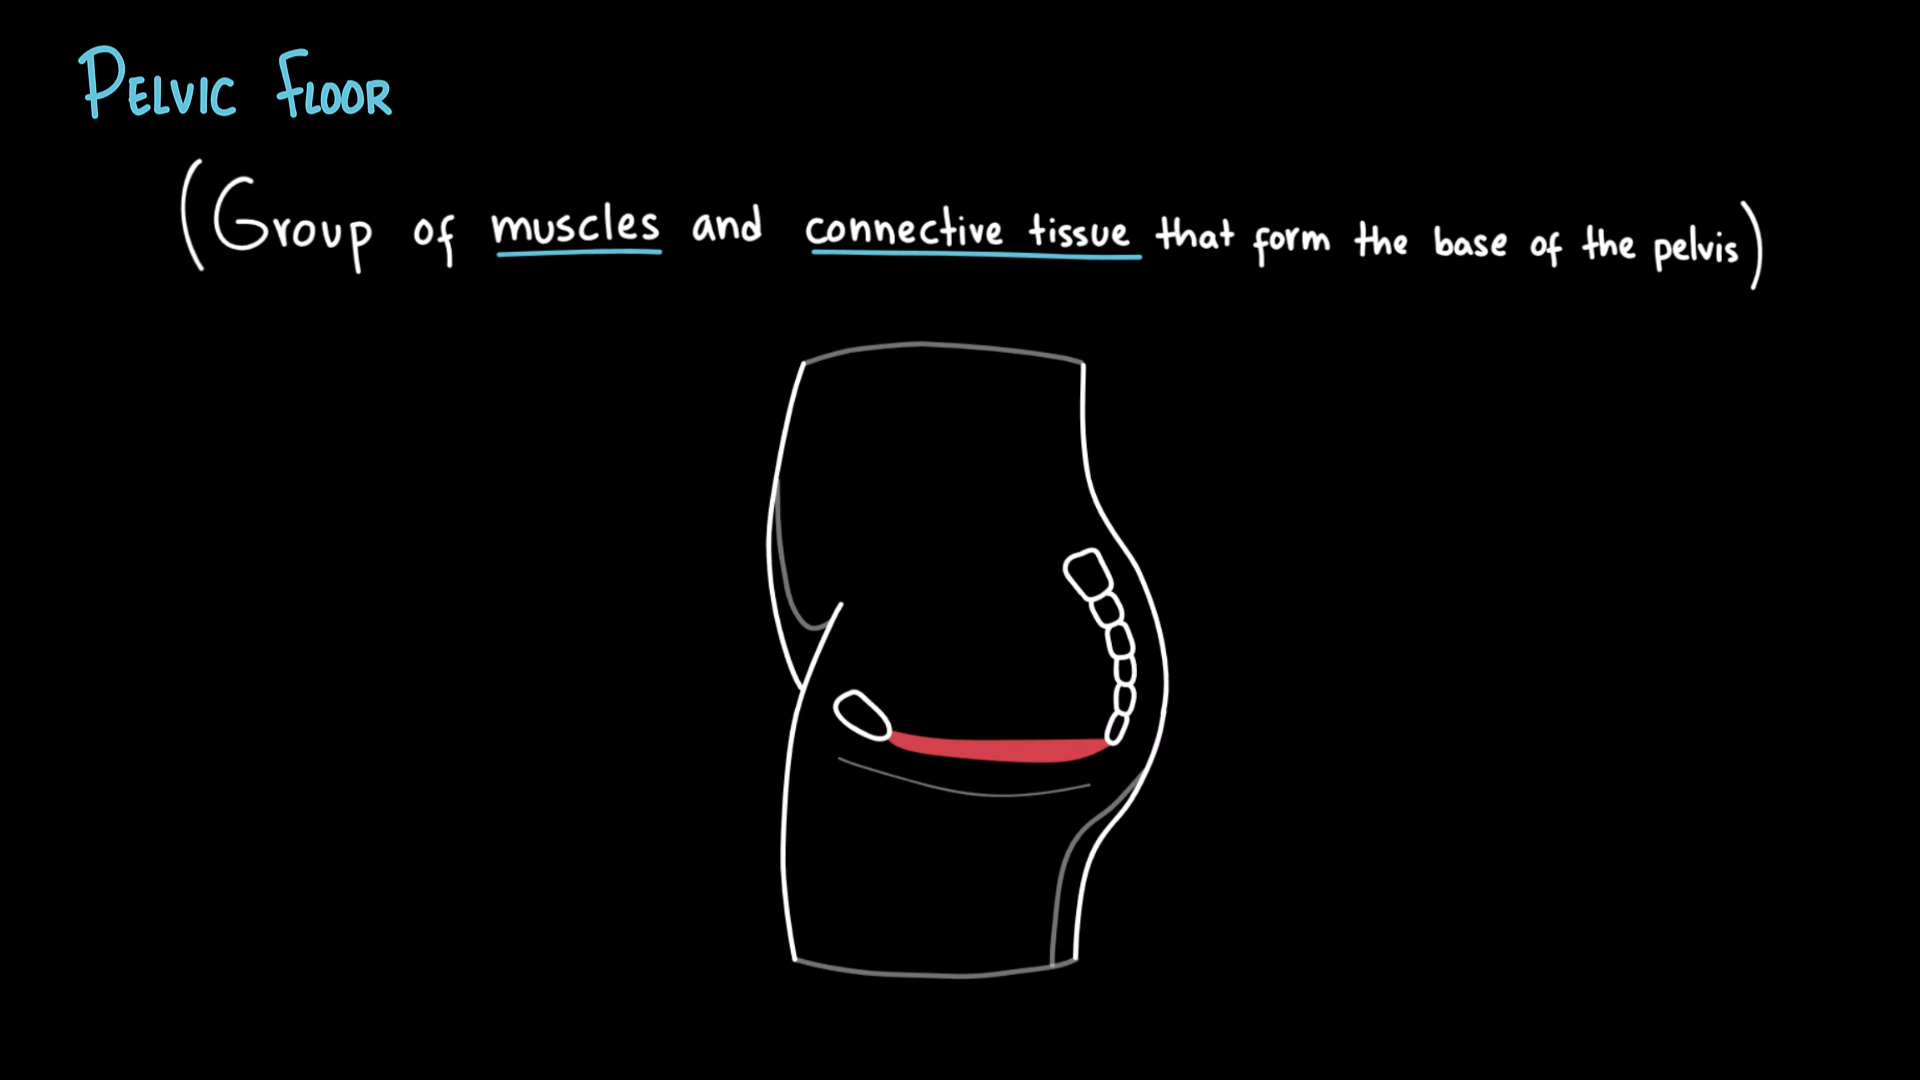 PELVIC FLOOR
(Group of muscles and connective tissue that form the base of the pelvis)